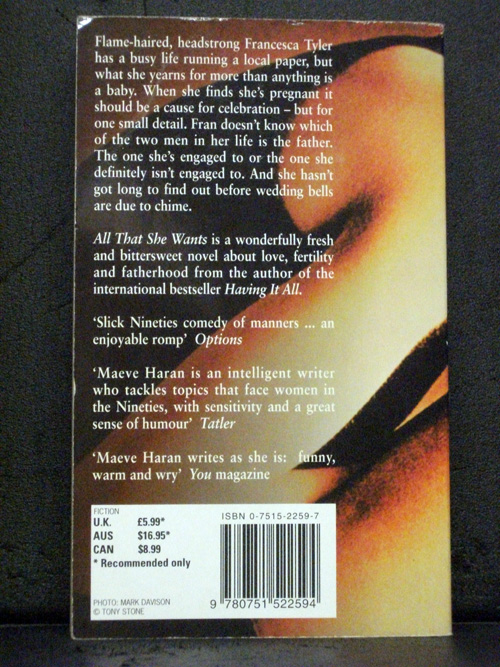 Flame-haired, headstrong Francesca Tyler
has a busy life running a local paper, but
what she yearns for more than anything is
a baby. When she finds she's pregnant it
should be a cause for celebration – but for
one small detail. Fran doesn't know which
of the two men in her life is the father.
The one she's engaged to or the one she
definitely isn't engaged to. And she hasn't
got long to find out before wedding bells
are due to chime.
All That She Wants is a wonderfully fresh
and bittersweet novel about love, fertility
and fatherhood from the author of the
international bestseller Having It All.
'Slick Nineties comedy of manners ... an
enjoyable romp' Options
'Maeve Haran is an intelligent writer
who tackles topics that face women in
the Nineties, with sensitivity and a great
sense of humour' Tatler
'Maeve Haran writes as she is: funny,
warm and wry' You magazine
FICTION
U.K. £5.99*
AUS $16.95*
CAN $8.99
* Recommended only
PHOTO: MARK DAVISON
© TONY STONE
ISBN 0-7515-2259-7
9 780751 522594